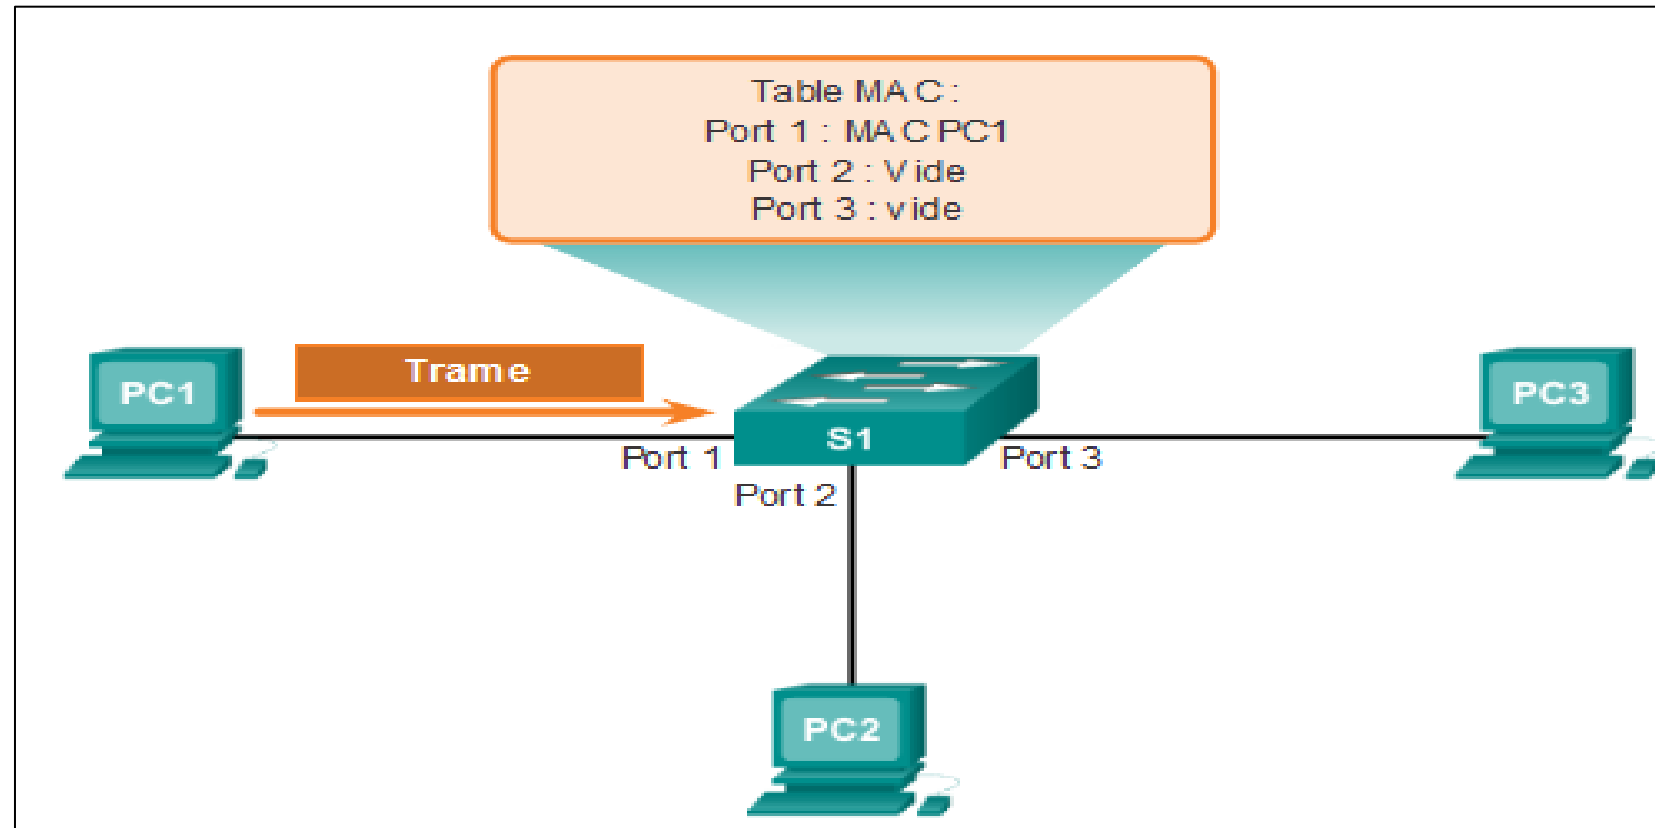 Table MAC :
Port 1 : MAC PC1
Port 2 : Vide
Port 3 : vide
Trame
PC1
PC3
S1
Port 1
Port 3
Port 2
PC2